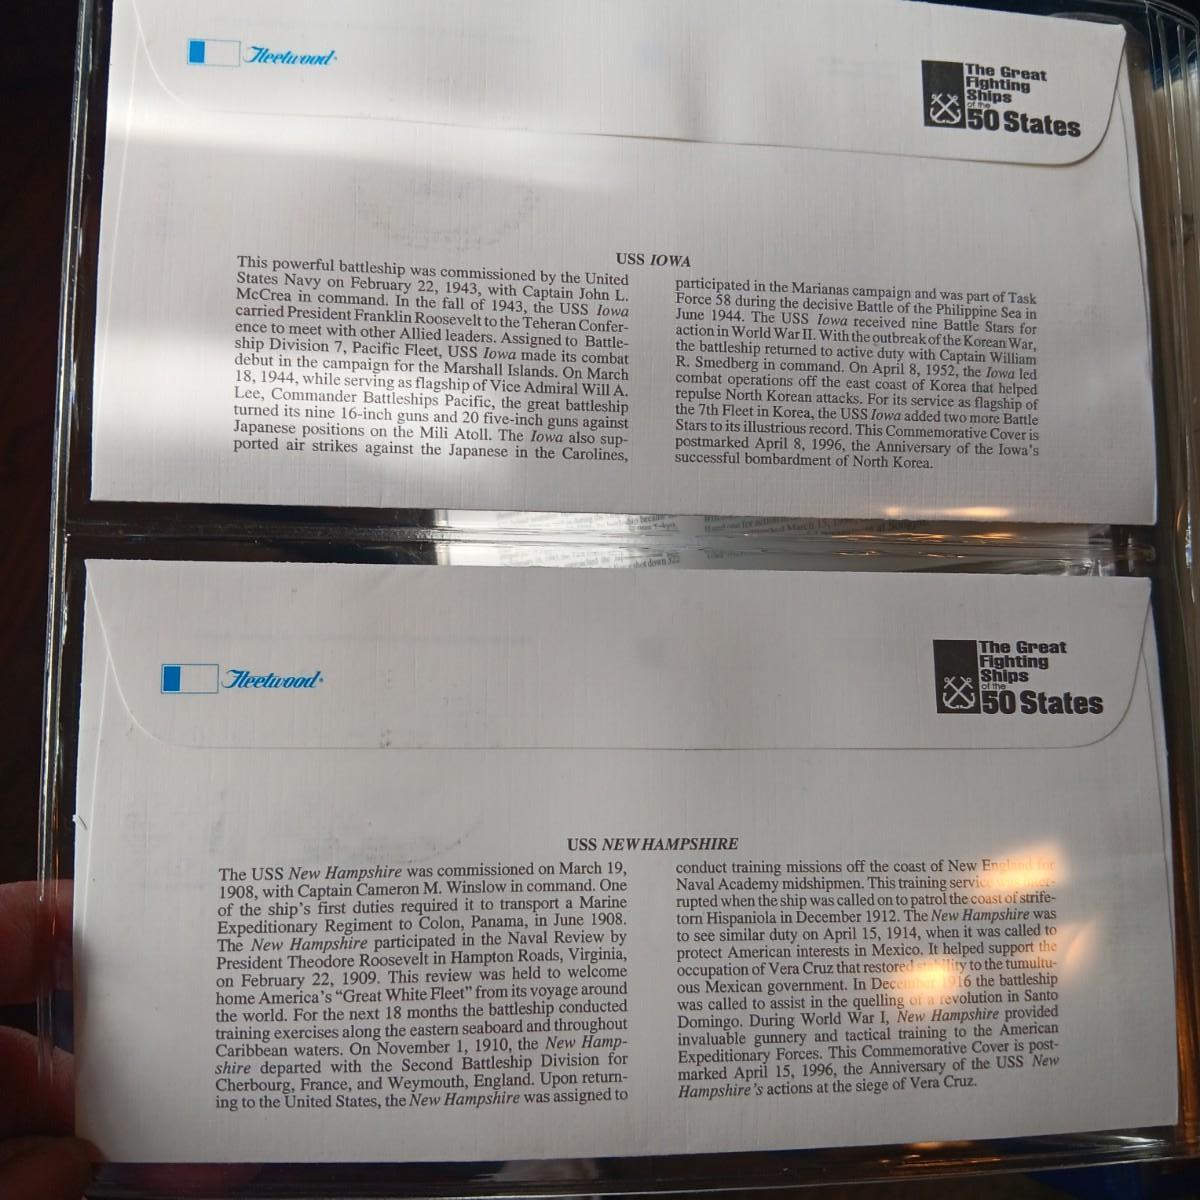 Fleetwood
The Great
Fighting
Ships
of the
50 States
USS IOWA
This powerful battleship was commissioned by the United
States Navy on February 22, 1943, with Captain John L.
McCrea in command. In the fall of 1943, the USS Iowa
carried President Franklin Roosevelt to the Teheran Confer-
ence to meet with other Allied leaders. Assigned to Battle-
ship Division 7, Pacific Fleet, USS Iowa made its combat
debut in the campaign for the Marshall Islands. On March
18, 1944, while serving as flagship of Vice Admiral Will A.
Lee, Commander Battleships Pacific, the great battleship
turned its nine 16-inch guns and 20 five-inch guns against
Japanese positions on the Mili Atoll. The Iowa also sup-
ported air strikes against the Japanese in the Carolines,
participated in the Marianas campaign and was part of Task
Force 58 during the decisive Battle of the Philippine Sea in
June 1944. The USS Iowa received nine Battle Stars for
action in World War II. With the outbreak of the Korean War,
the battleship returned to active duty with Captain William
R. Smedberg in command. On April 8, 1952, the Iowa led
combat operations off the east coast of Korea that helped
repulse North Korean attacks. For its service as flagship of
the 7th Fleet in Korea, the USS Iowa added two more Battle
Stars to its illustrious record. This Commemorative Cover is
postmarked April 8, 1996, the Anniversary of the Iowa's
successful bombardment of North Korea.
shot down 522
Fleetwood
The Great
Fighting
Ships
of the
50 States
USS NEW HAMPSHIRE
The USS New Hampshire was commissioned on March 19,
1908, with Captain Cameron M. Winslow in command. One
of the ship's first duties required it to transport a Marine
Expeditionary Regiment to Colon, Panama, in June 1908.
The New Hampshire participated in the Naval Review by
President Theodore Roosevelt in Hampton Roads, Virginia,
on February 22, 1909. This review was held to welcome
home America's "Great White Fleet" from its voyage around
the world. For the next 18 months the battleship conducted
training exercises along the eastern seaboard and throughout
Caribbean waters. On November 1, 1910, the New Hamp-
shire departed with the Second Battleship Division for
Cherbourg, France, and Weymouth, England. Upon return-
ing to the United States, the New Hampshire was assigned to
conduct training missions off the coast of New England for
Naval Academy midshipmen. This training service was inter-
rupted when the ship was called on to patrol the coast of strife-
torn Hispaniola in December 1912. The New Hampshire was
to see similar duty on April 15, 1914, when it was called to
protect American interests in Mexico. It helped support the
occupation of Vera Cruz that restored stability to the tumultu-
ous Mexican government. In December 1916 the battleship
was called to assist in the quelling of a revolution in Santo
Domingo. During World War I, New Hampshire provided
invaluable gunnery and tactical training to the American
Expeditionary Forces. This Commemorative Cover is post-
marked April 15, 1996, the Anniversary of the USS New
Hampshire's actions at the siege of Vera Cruz.